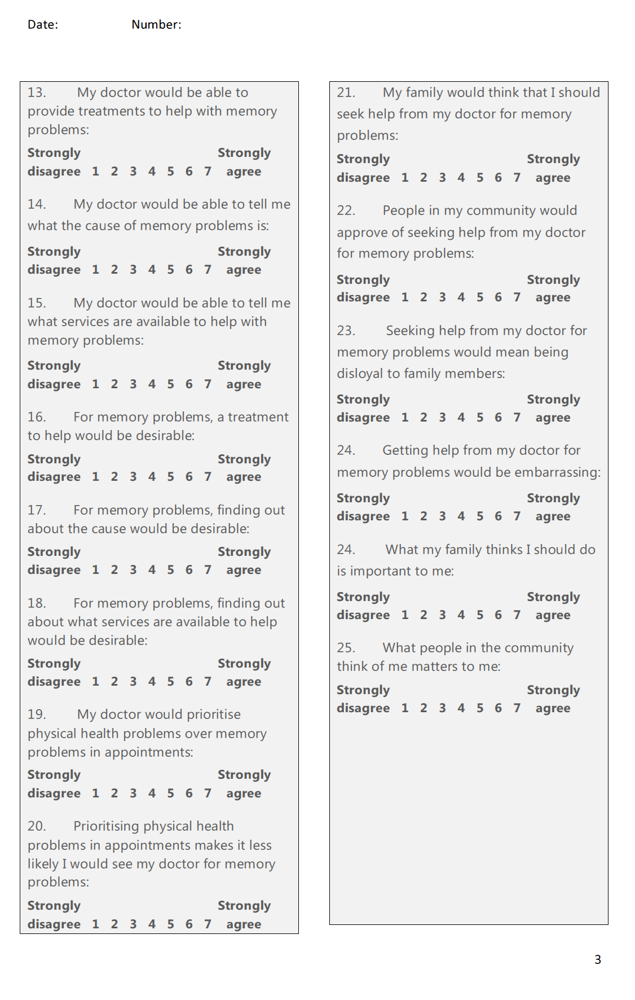 Date: Number:
13. My doctor would be able to
provide treatments to help with memory
problems:
Strongly Strongly
disagree 1 2 3 4 5 6 7 agree
14. My doctor would be able to tell me
what the cause of memory problems is:
Strongly Strongly
disagree 1 2 3 4 5 6 7 agree
15. My doctor would be able to tell me
what services are available to help with
memory problems:
Strongly Strongly
disagree 1 2 3 4 5 6 7 agree
16. For memory problems, a treatment
to help would be desirable:
Strongly Strongly
disagree 1 2 3 4 5 6 7 agree
17. For memory problems, finding out
about the cause would be desirable:
Strongly Strongly
disagree 1 2 3 4 5 6 7 agree
18. For memory problems, finding out
about what services are available to help
would be desirable:
Strongly Strongly
disagree 1 2 3 4 5 6 7 agree
19. My doctor would prioritise
physical health problems over memory
problems in appointments:
Strongly Strongly
disagree 1 2 3 4 5 6 7 agree
20. Prioritising physical health
problems in appointments makes it less
likely I would see my doctor for memory
problems:
Strongly Strongly
disagree 1 2 3 4 5 6 7 agree
21. My family would think that I should
seek help from my doctor for memory
problems:
Strongly Strongly
disagree 1 2 3 4 5 6 7 agree
22. People in my community would
approve of seeking help from my doctor
for memory problems:
Strongly Strongly
disagree 1 2 3 4 5 6 7 agree
23. Seeking help from my doctor for
memory problems would mean being
disloyal to family members:
Strongly Strongly
disagree 1 2 3 4 5 6 7 agree
24. Getting help from my doctor for
memory problems would be embarrassing:
Strongly Strongly
disagree 1 2 3 4 5 6 7 agree
24. What my family thinks I should do
is important to me:
Strongly Strongly
disagree 1 2 3 4 5 6 7 agree
25. What people in the community
think of me matters to me:
Strongly Strongly
disagree 1 2 3 4 5 6 7 agree
3